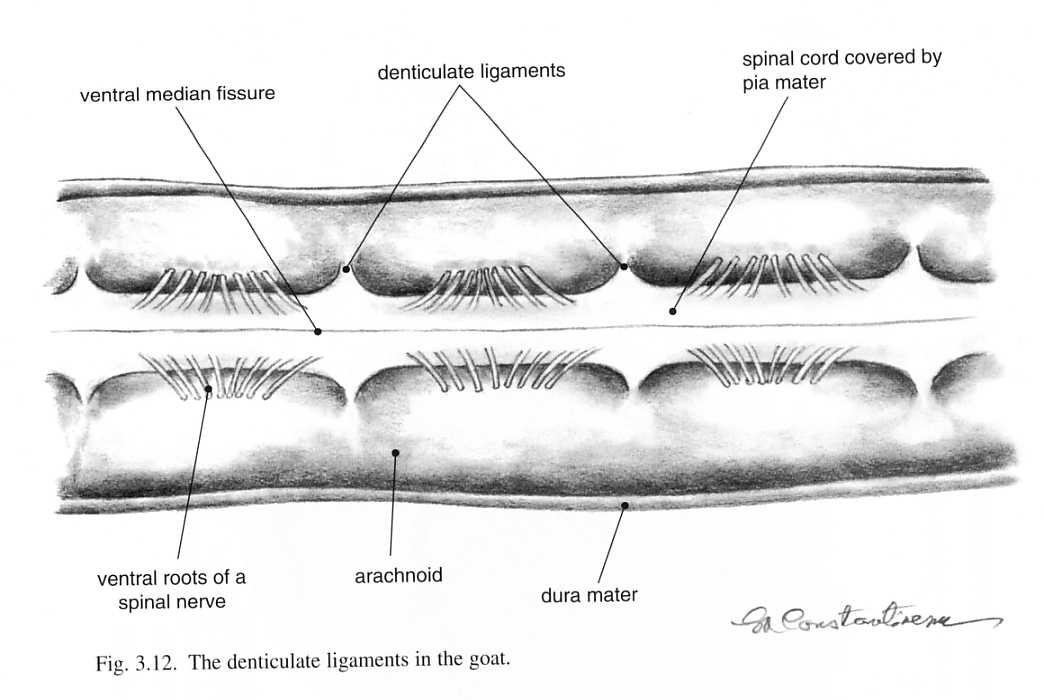 spinal cord covered by
pia mater
denticulate ligaments
ventral median fissure
ventral roots of a
spinal nerve
arachnoid
dura mater
Constantinescu
Fig. 3.12. The denticulate ligaments in the goat.